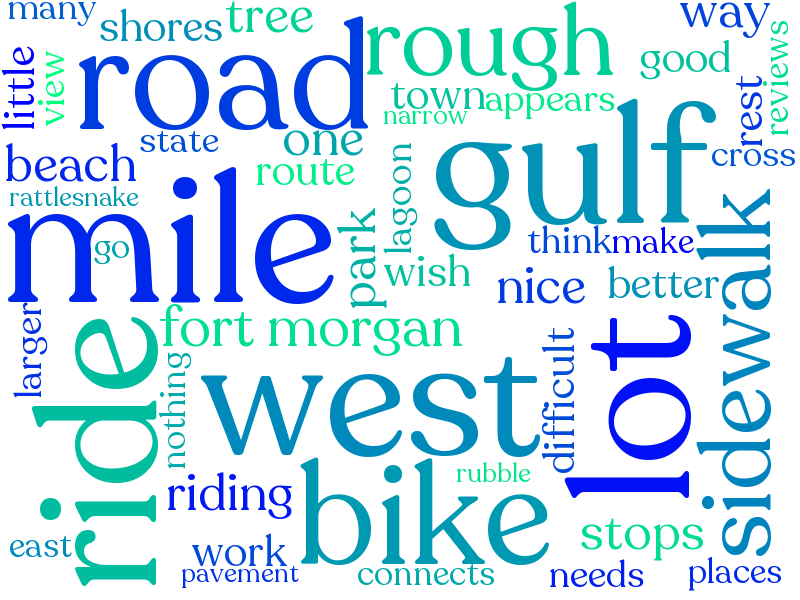 many
shores
tree
way
little
view
road
rough
good
reviews
town
appears
narrow
rest
state
one
cross
beach
route
gulf
lagoon
rattlesnake
mile
go
park
think
make
sidewalk
wish
nice
better
larger
fort morgan
ride
nothing
west
difficult
lot
bike
rubble
riding
stops
east
work
pavement
connects
needs
places